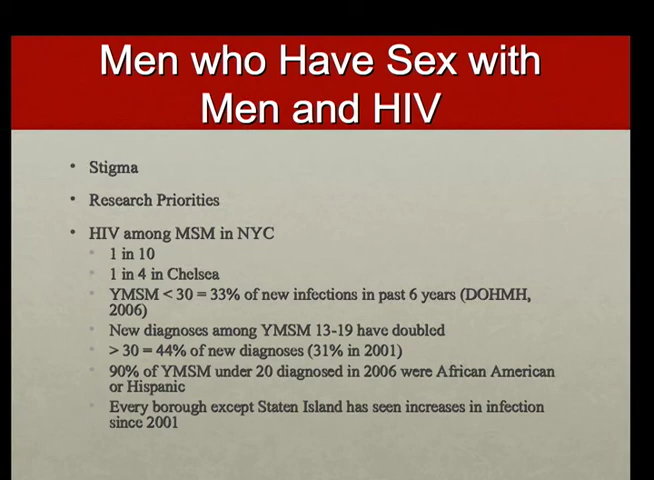 Men who Have Sex with
Men and HIV
• Stigma
• Research Priorities
• HIV among MSM in NYC
• 1 in 10
• 1 in 4 in Chelsea
• YMSM < 30 = 33% of new infections in past 6 years (DOHMH,
2006)
• New diagnoses among YMSM 13-19 have doubled
• > 30 = 44% of new diagnoses (31% in 2001)
• 90% of YMSM under 20 diagnosed in 2006 were African American
or Hispanic
• Every borough except Staten Island has seen increases in infection
since 2001